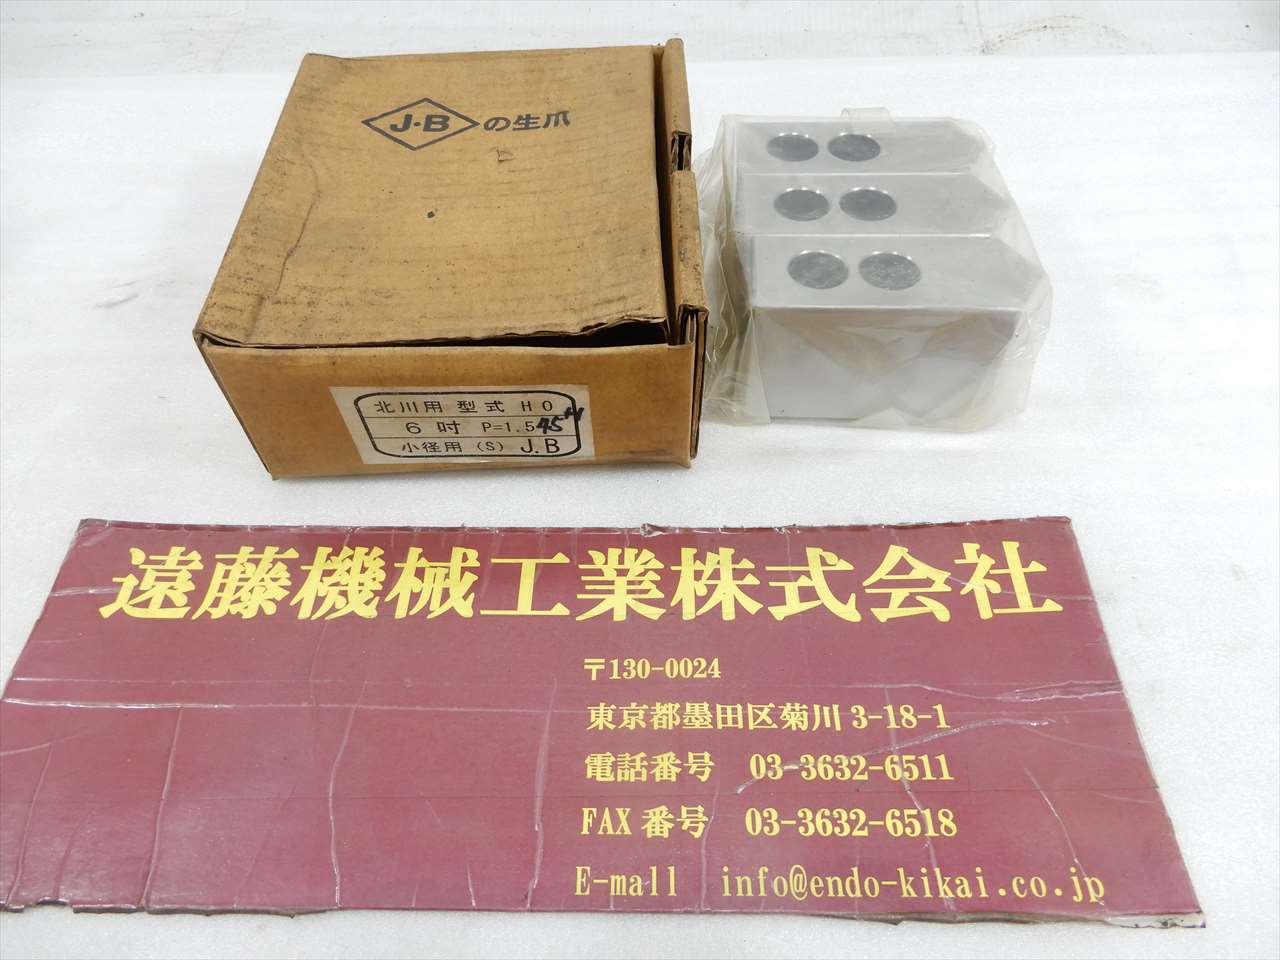 J・Bの生爪
北川用 型式 HO
6吋 P=1.5 45
小径用 (S) J.B
遠藤機械工業株式会社
〒130-0024
東京都墨田区菊川 3-18-1
電話番号 03-3632-6511
FAX 番号 03-3632-6518
E-mall info@endo-kikai.co.jp